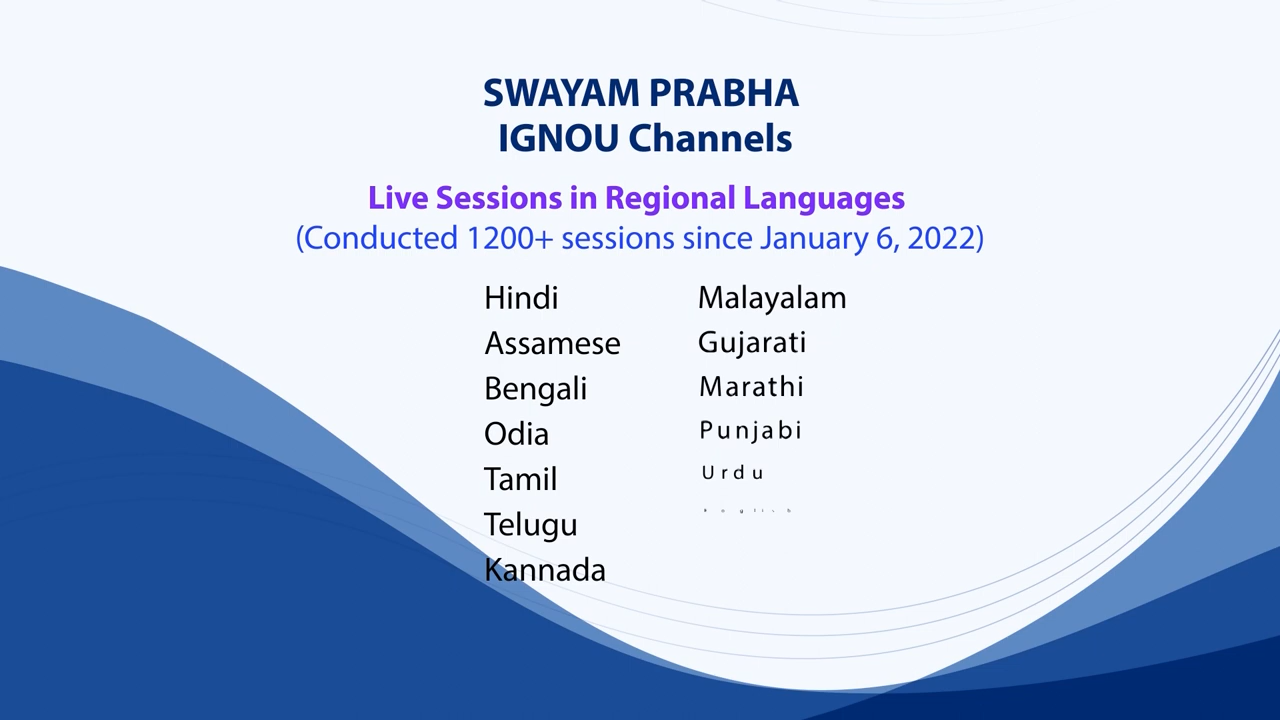 SWAYAM PRABHA
IGNOU Channels
Live Sessions in Regional Languages
(Conducted 1200+ sessions since January 6, 2022)
Hindi
Assamese
Bengali
Odia
Tamil
Telugu
Kannada
Malayalam
Gujarati
Marathi
Punjabi
Urdu